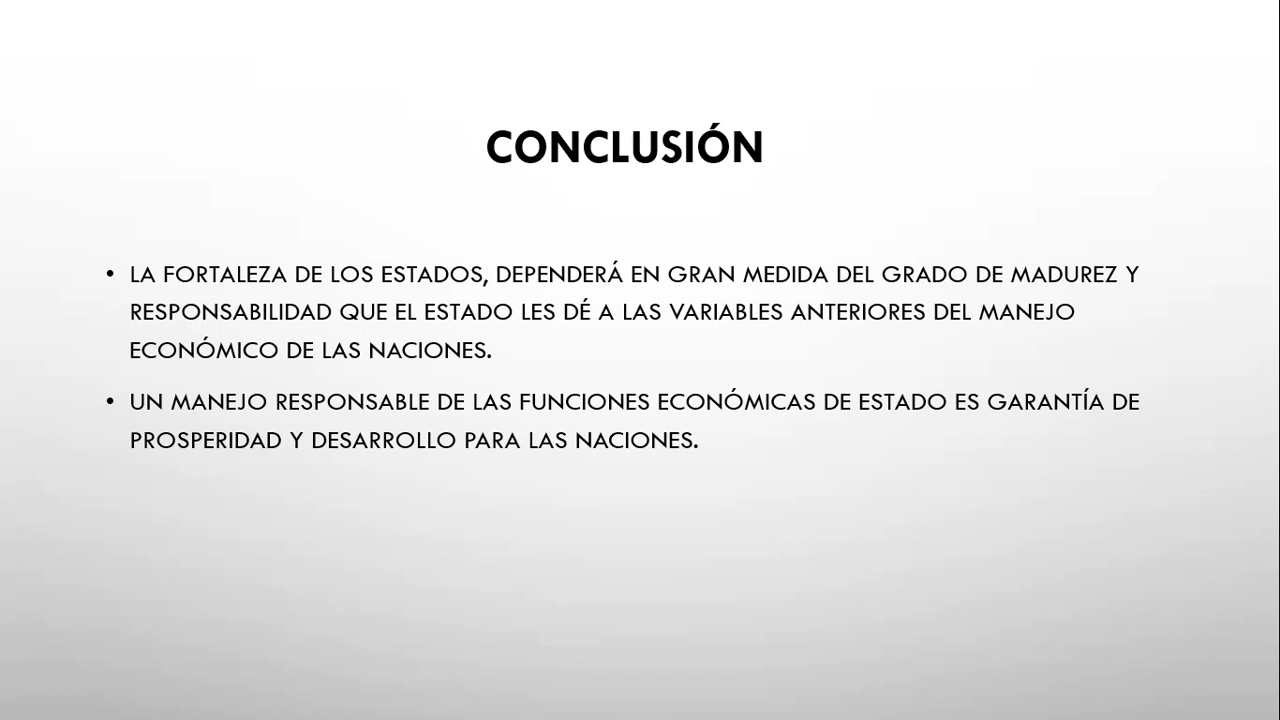 CONCLUSIÓN
• LA FORTALEZA DE LOS ESTADOS, DEPENDERÁ EN GRAN MEDIDA DEL GRADO DE MADUREZ Y
RESPONSABILIDAD QUE EL ESTADO LES DÉ A LAS VARIABLES ANTERIORES DEL MANEJO
ECONÓMICO DE LAS NACIONES.
• UN MANEJO RESPONSABLE DE LAS FUNCIONES ECONÓMICAS DE ESTADO ES GARANTÍA DE
PROSPERIDAD Y DESARROLLO PARA LAS NACIONES.